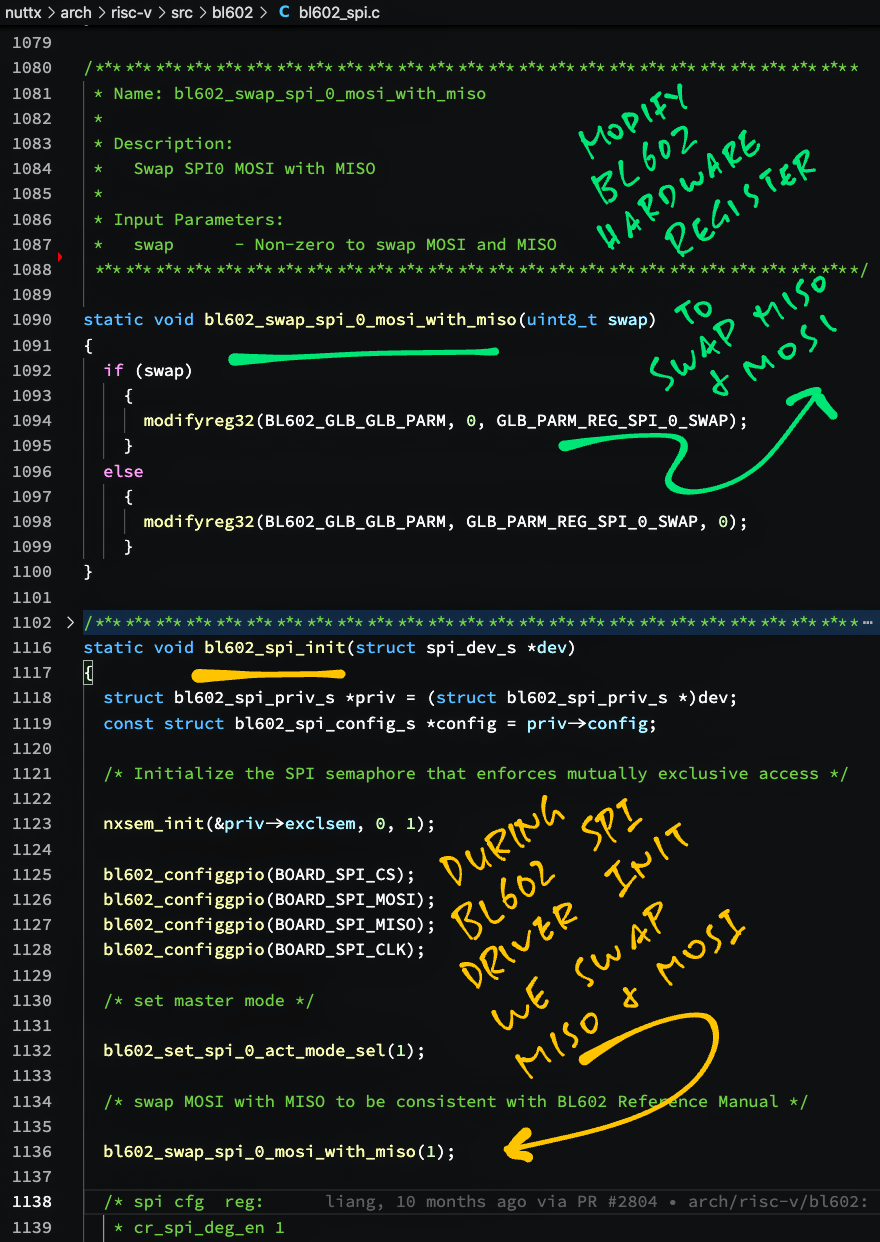 nuttx > arch > risc-v > src > bl602 > C bl602_spi.c
1079
1080 /****************************************************************************
1081 * Name: bl602_swap_spi_0_mosi_with_miso
1082 *
1083 * Description:
1084 *   Swap SPI0 MOSI with MISO
1085 *
1086 * Input Parameters:
1087 *   swap      - Non-zero to swap MOSI and MISO
1088 ****************************************************************************/
MODIFY
BL602
HARDWARE
REGISTER
1089
1090 static void bl602_swap_spi_0_mosi_with_miso(uint8_t swap)
1091 {
1092   if (swap)
1093     {
1094       modifyreg32(BL602_GLB_GLB_PARM, 0, GLB_PARM_REG_SPI_0_SWAP);
1095     }
1096   else
1097     {
1098       modifyreg32(BL602_GLB_GLB_PARM, GLB_PARM_REG_SPI_0_SWAP, 0);
1099     }
1100 }
TO
SWAP MISO
& MOSI
1101
1102 > /****************************************************************************…
1116 static void bl602_spi_init(struct spi_dev_s *dev)
1117 {
1118   struct bl602_spi_priv_s *priv = (struct bl602_spi_priv_s *)dev;
1119   const struct bl602_spi_config_s *config = priv->config;
1120
1121   /* Initialize the SPI semaphore that enforces mutually exclusive access */
1122
1123   nxsem_init(&priv->exclsem, 0, 1);
1124
1125   bl602_configgpio(BOARD_SPI_CS);
1126   bl602_configgpio(BOARD_SPI_MOSI);
1127   bl602_configgpio(BOARD_SPI_MISO);
1128   bl602_configgpio(BOARD_SPI_CLK);
1129
1130   /* set master mode */
1131
1132   bl602_set_spi_0_act_mode_sel(1);
1133
DURING
BL602 SPI
DRIVER INIT
WE SWAP
MISO & MOSI
1134   /* swap MOSI with MISO to be consistent with BL602 Reference Manual */
1135
1136   bl602_swap_spi_0_mosi_with_miso(1);
1137
1138   /* spi cfg  reg:      liang, 10 months ago via PR #2804 • arch/risc-v/bl602:
1139    * cr_spi_deg_en 1